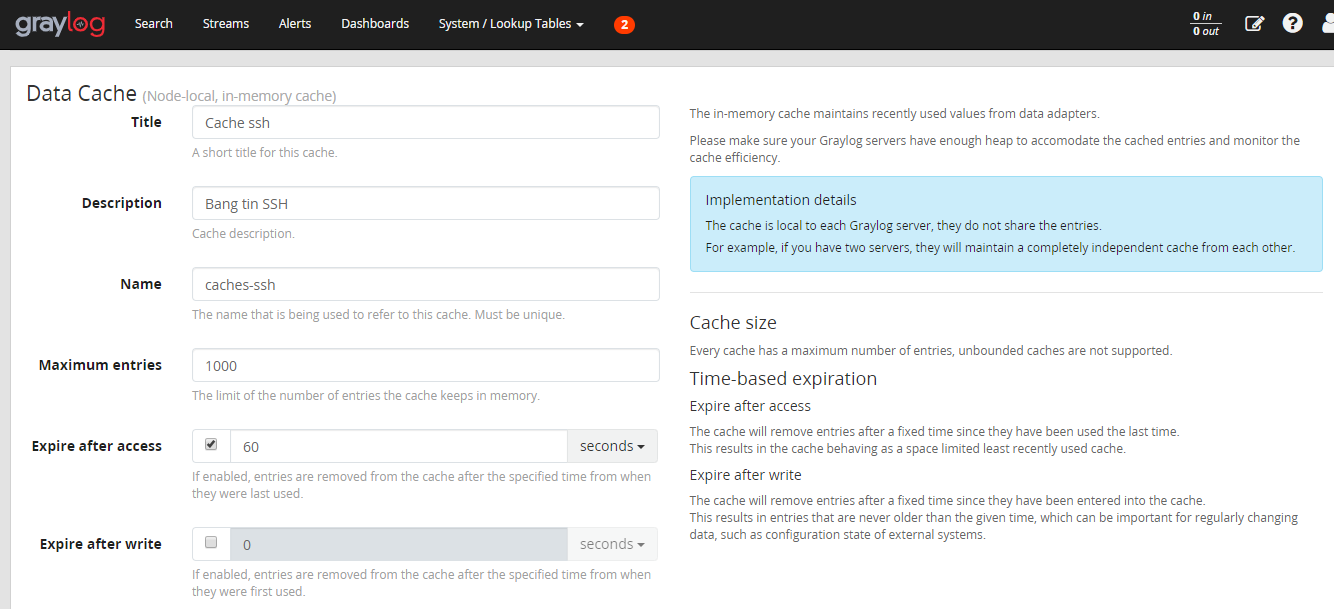 graylog
Search
Streams
Alerts
Dashboards
System / Lookup Tables
2
0 in
0 out
Data Cache (Node-local, in-memory cache)
Title
Cache ssh
A short title for this cache.
Description
Bang tin SSH
Cache description.
Name
caches-ssh
The name that is being used to refer to this cache. Must be unique.
Maximum entries
1000
The limit of the number of entries the cache keeps in memory.
Expire after access
60
seconds
If enabled, entries are removed from the cache after the specified time from when
they were last used.
Expire after write
0
seconds
If enabled, entries are removed from the cache after the specified time from when
they were first used.
The in-memory cache maintains recently used values from data adapters.
Please make sure your Graylog servers have enough heap to accomodate the cached entries and monitor the
cache efficiency.
Implementation details
The cache is local to each Graylog server, they do not share the entries.
For example, if you have two servers, they will maintain a completely independent cache from each other.
Cache size
Every cache has a maximum number of entries, unbounded caches are not supported.
Time-based expiration
Expire after access
The cache will remove entries after a fixed time since they have been used the last time.
This results in the cache behaving as a space limited least recently used cache.
Expire after write
The cache will remove entries after a fixed time since they have been entered into the cache.
This results in entries that are never older than the given time, which can be important for regularly changing
data, such as configuration state of external systems.